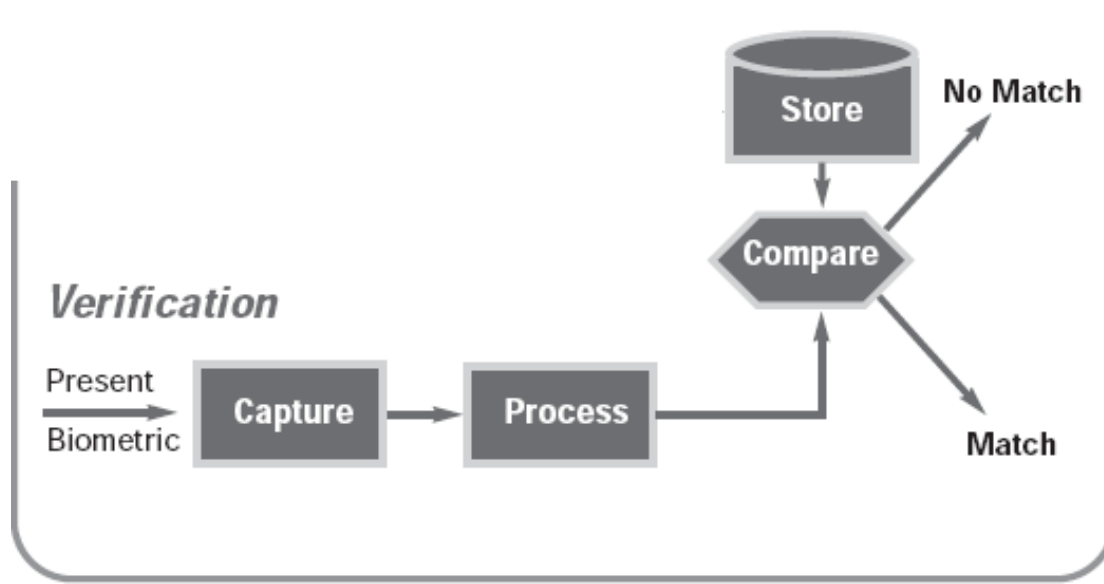 Store
No Match
Compare
Verification
Present
Biometric
Capture
Process
Match